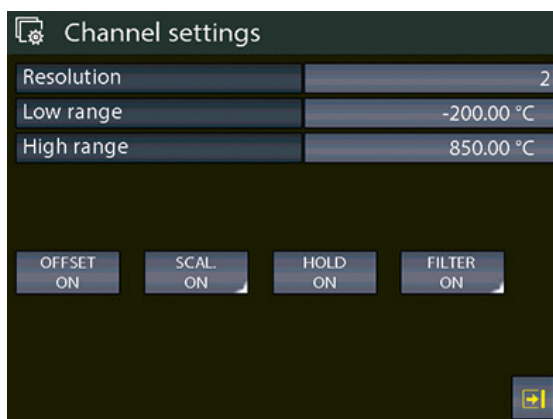 Channel settings
Resolution 2
Low range -200.00 °C
High range 850.00 °C
OFFSET SCAL. HOLD FILTER
ON ON ON ON